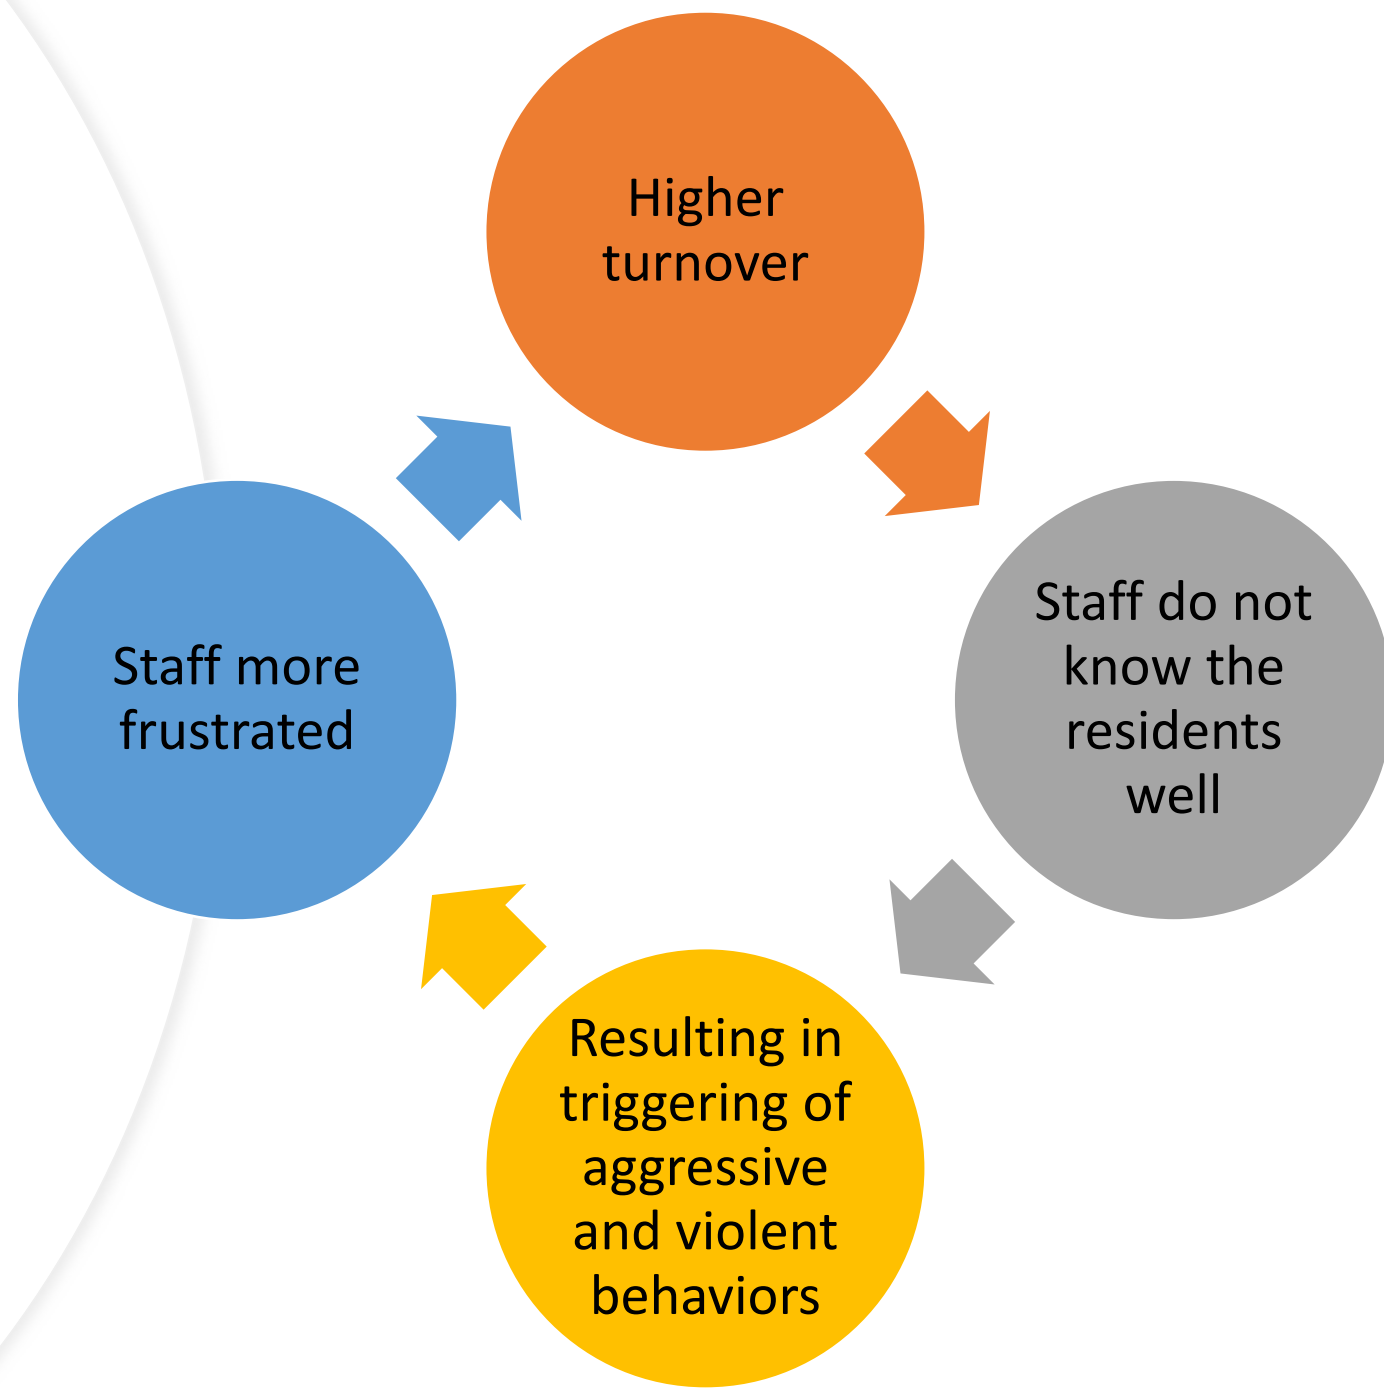 Higher
turnover
Staff do not
know the
residents
well
Resulting in
triggering of
aggressive
and violent
behaviors
Staff more
frustrated